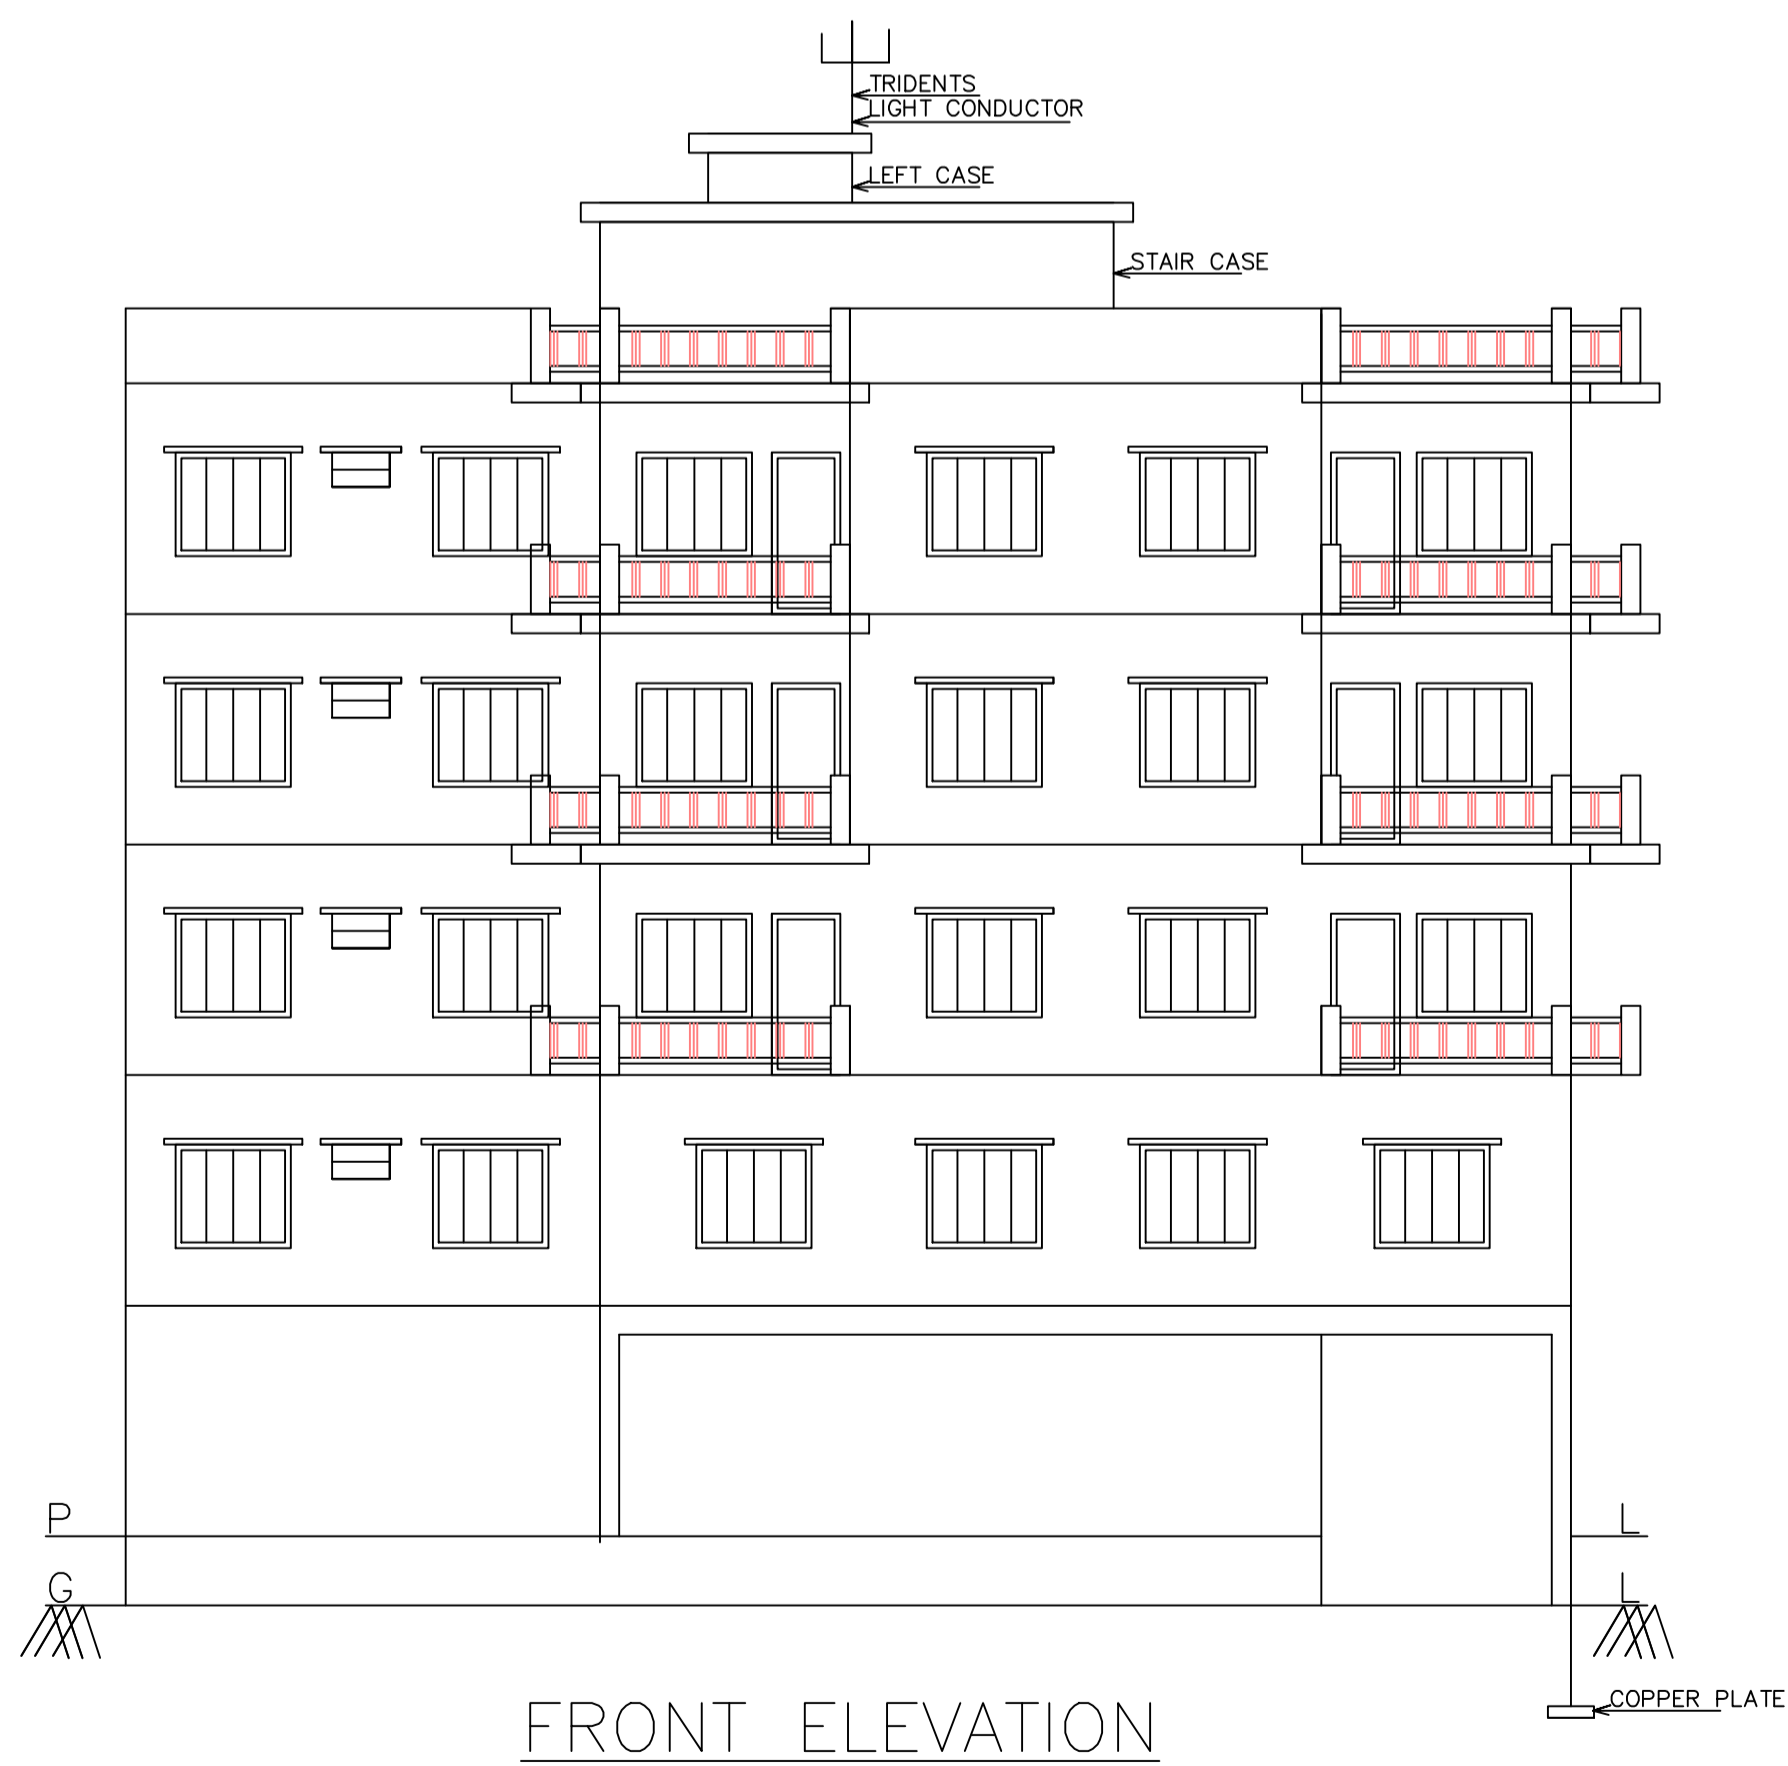 TRIDENTS
LIGHT CONDUCTOR
LEFT CASE
STAIR CASE
P L
G L
COPPER PLATE
FRONT ELEVATION